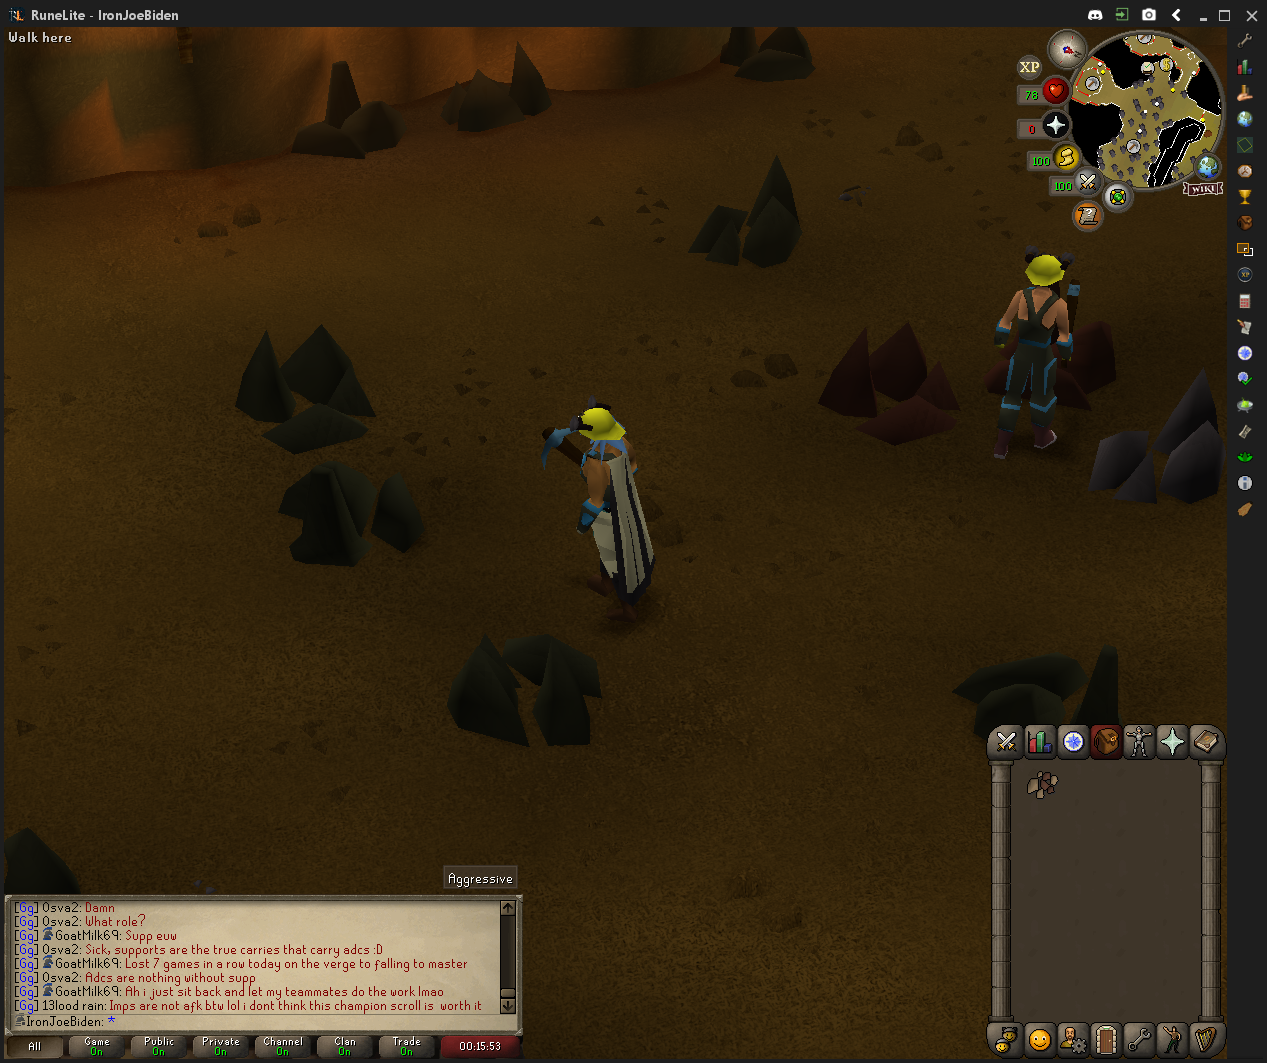 RuneLite - IronJoeBiden
Walk here
XP
78
0
100
100
WIKI
Aggressive
[Gg] Osva2: Damn
[Gg] Osva2: What role?
[Gg] GoatMilk69: Supp euw
[Gg] Osva2: Sick, supports are the true carries that carry adcs :D
[Gg] GoatMilk69: Lost 7 games in a row today on the verge to falling to master
[Gg] Osva2: Adcs are nothing without supp
[Gg] GoatMilk69: Ah i just sit back and let my teammates do the work lmao
[Gg] 13lood rain: Imps are not afk btw lol i dont think this champion scroll is worth it
IronJoeBiden: *
All
Game
On
Public
On
Private
On
Channel
On
Clan
On
Trade
On
00:15:53